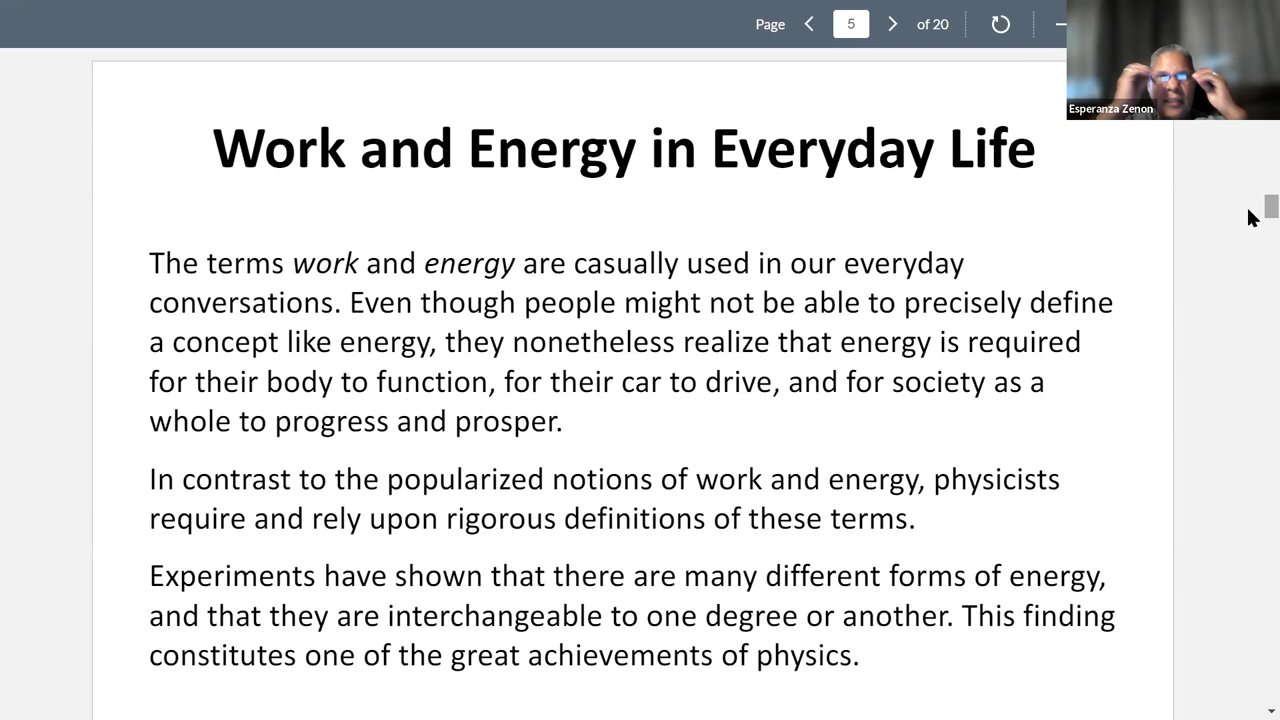 Page 5 of 20
Esperanza Zenon
Work and Energy in Everyday Life
The terms work and energy are casually used in our everyday
conversations. Even though people might not be able to precisely define
a concept like energy, they nonetheless realize that energy is required
for their body to function, for their car to drive, and for society as a
whole to progress and prosper.
In contrast to the popularized notions of work and energy, physicists
require and rely upon rigorous definitions of these terms.
Experiments have shown that there are many different forms of energy,
and that they are interchangeable to one degree or another. This finding
constitutes one of the great achievements of physics.